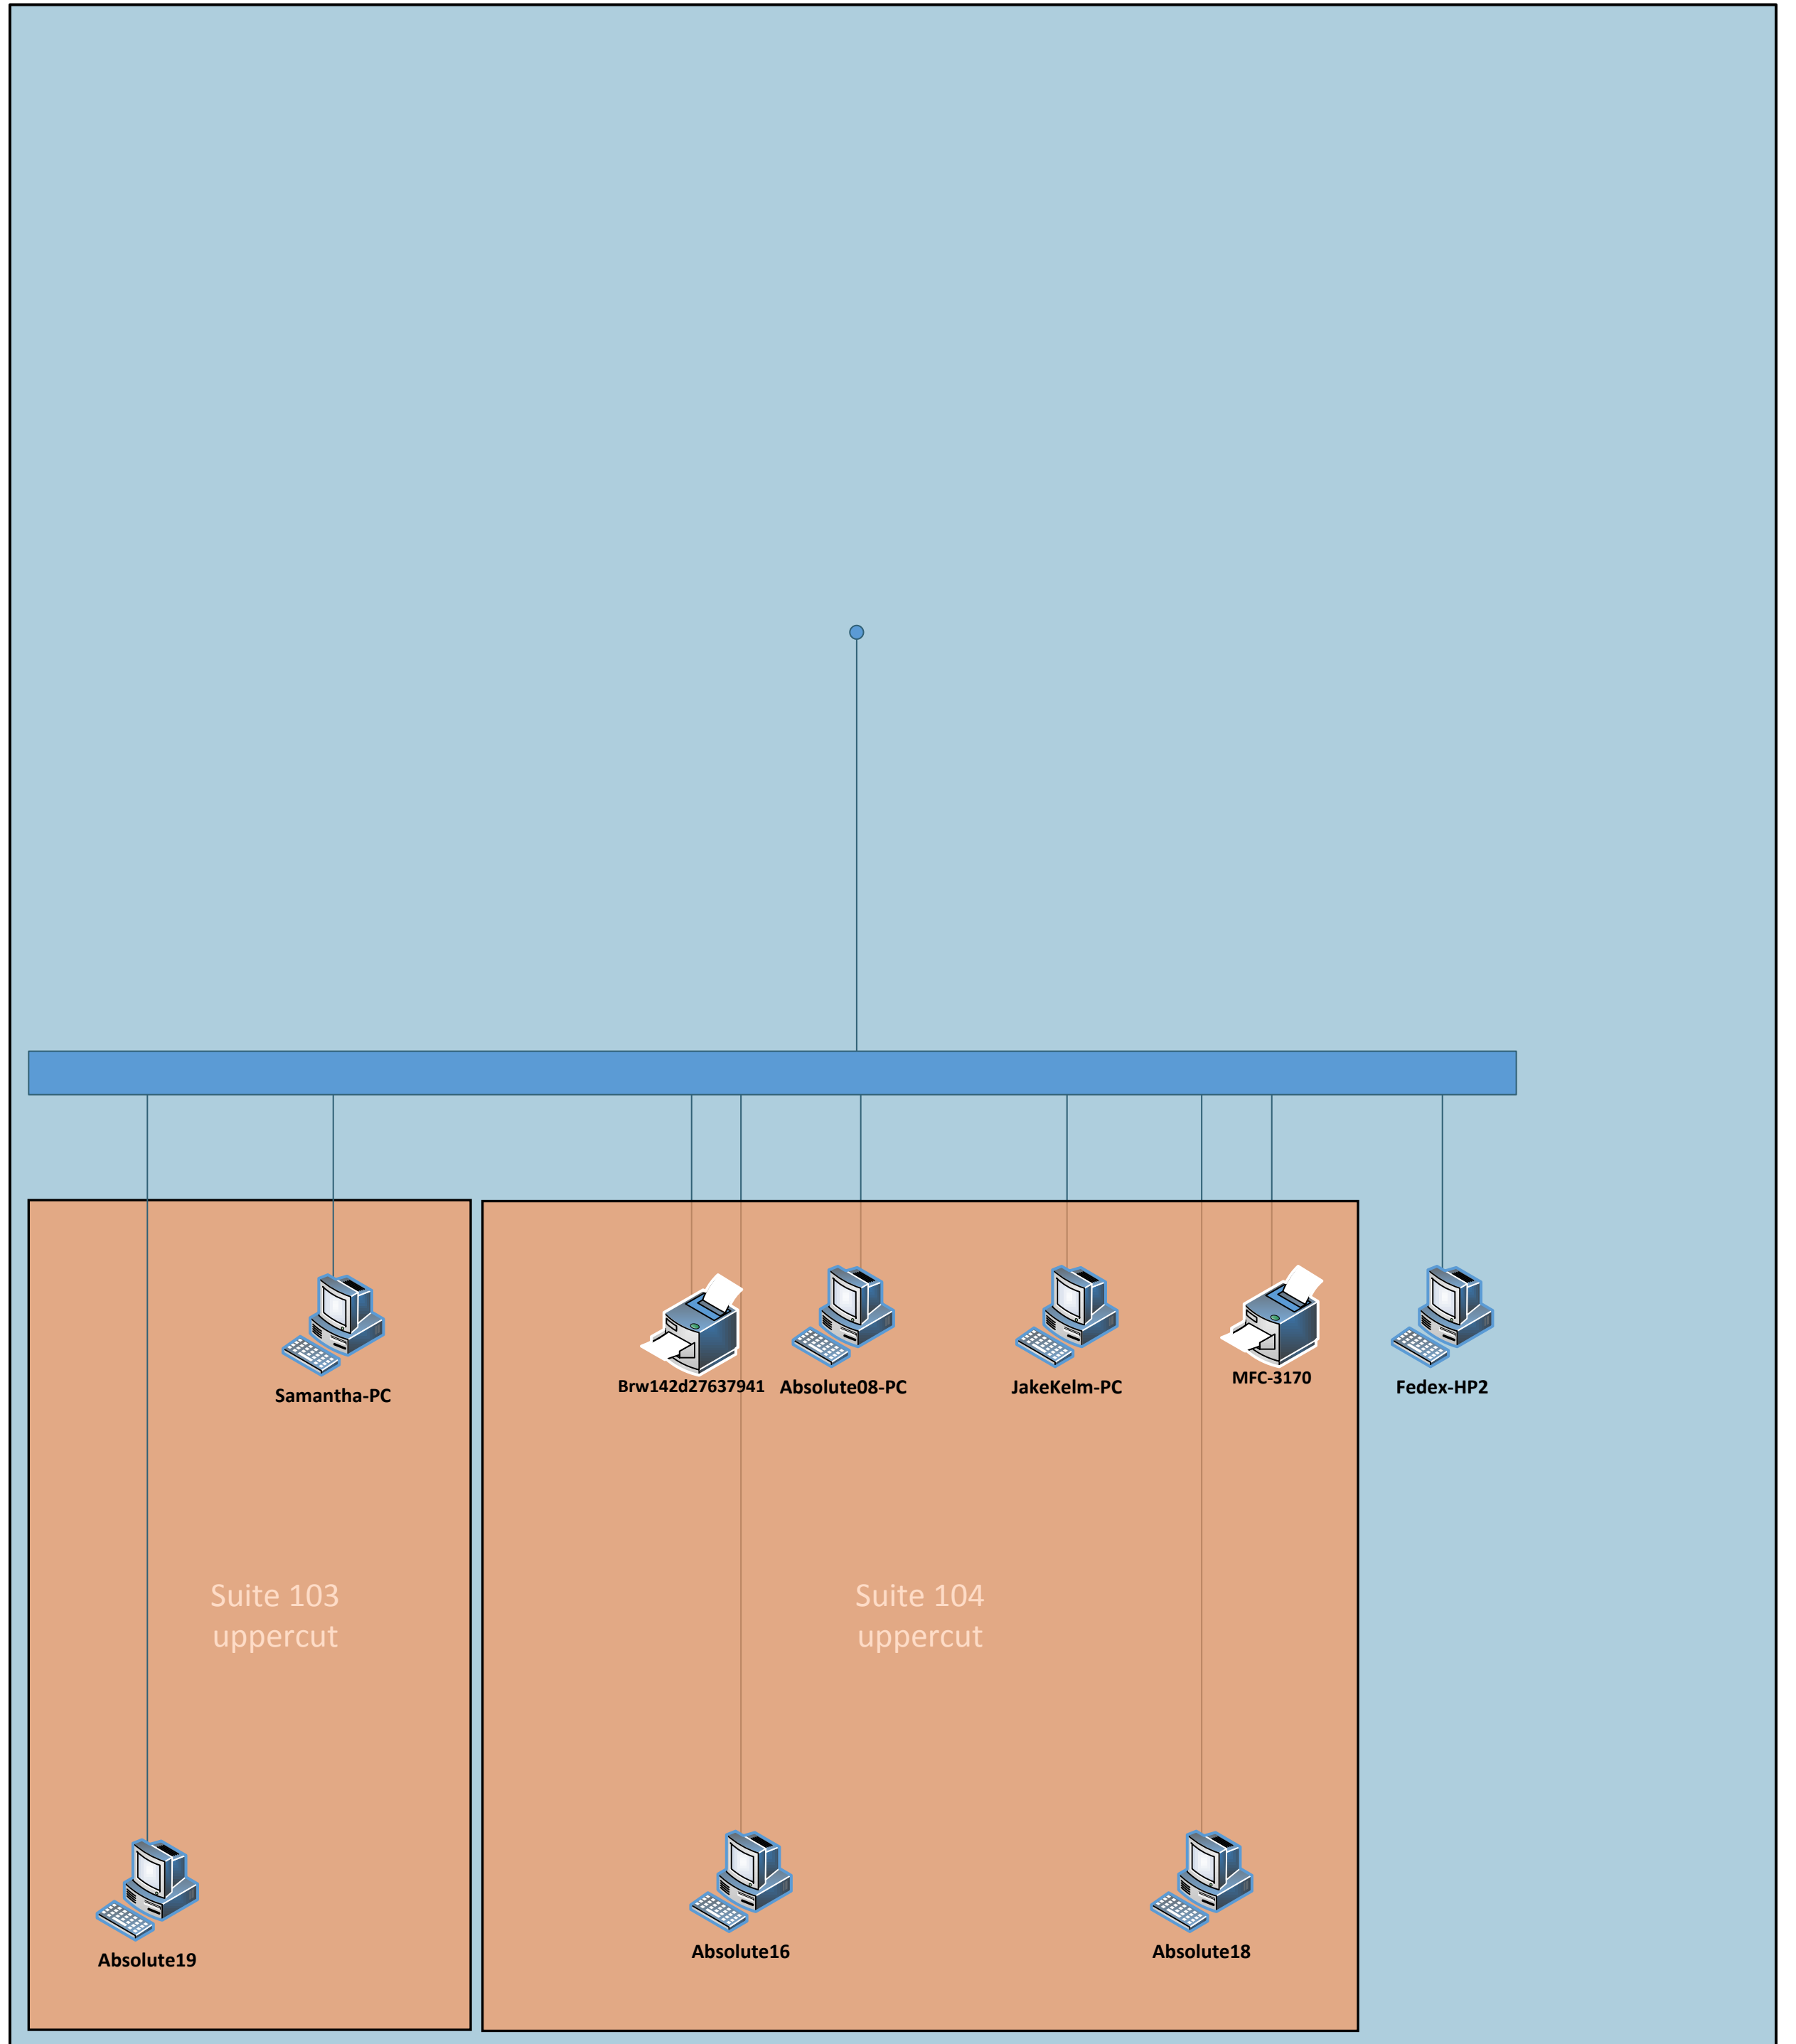 Samantha-PC
Brw142d27637941
Absolute08-PC
JakeKelm-PC
MFC-3170
Fedex-HP2
Suite 103
uppercut
Suite 104
uppercut
Absolute19
Absolute16
Absolute18